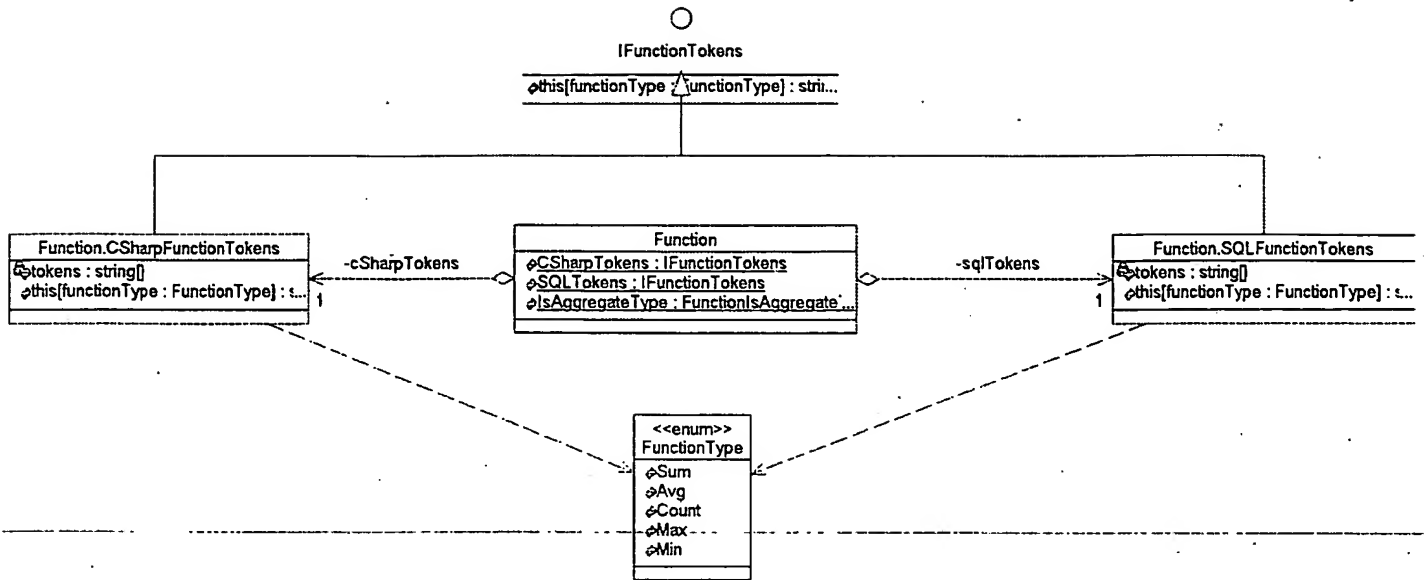 IFunctionTokens
this[functionType : FunctionType] : strin...
Function.CSharpFunctionTokens
tokens : string[]
this[functionType : FunctionType] : s...
-cSharpTokens
1
Function
CSharpTokens : IFunctionTokens
SQLTokens : IFunctionTokens
IsAggregateType : FunctionIsAggregate...
-sqlTokens
1
Function.SQLFunctionTokens
tokens : string[]
this[functionType : FunctionType] : s...
<<enum>>
FunctionType
Sum
Avg
Count
Max
Min